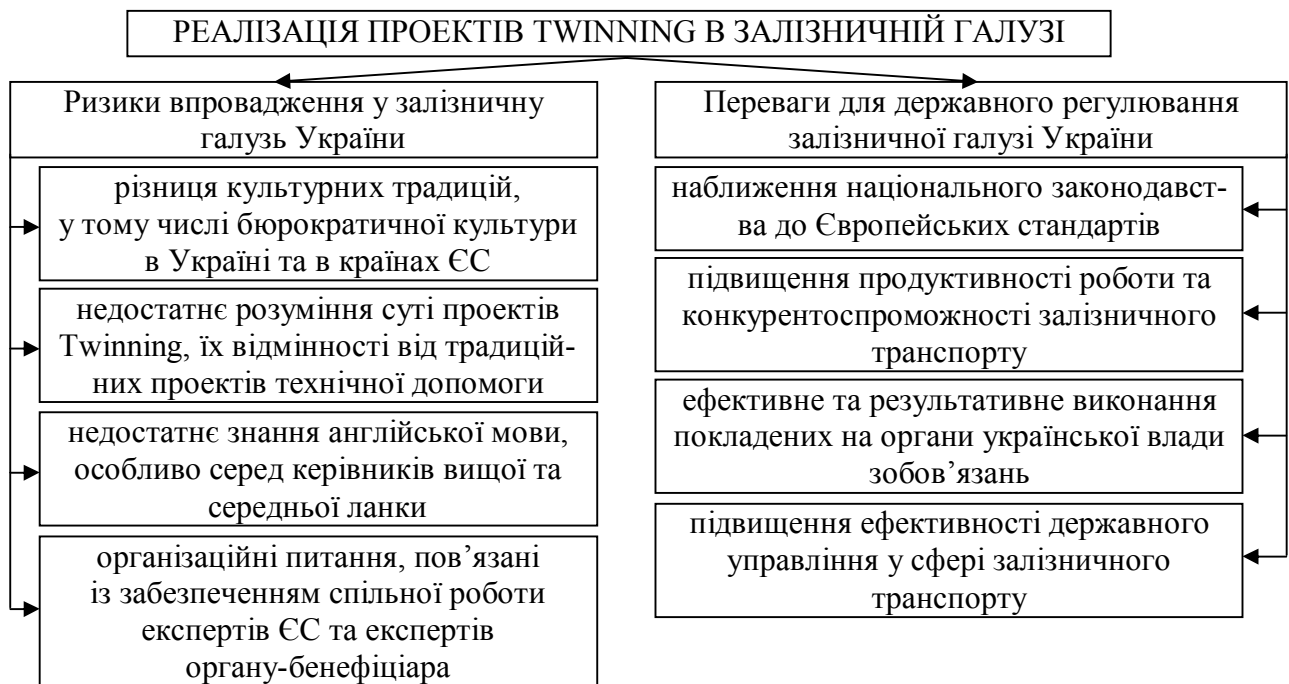 РЕАЛІЗАЦІЯ ПРОЕКТІВ TWINNING В ЗАЛІЗНИЧНІЙ ГАЛУЗІ
Ризики впровадження у залізничну
галузь України
різниця культурних традицій,
у тому числі бюрократичної культури
в Україні та в країнах ЄС
недостатнє розуміння суті проектів
Twinning, їх відмінності від традицій-
них проектів технічної допомоги
недостатнє знання англійської мови,
особливо серед керівників вищої та
середньої ланки
організаційні питання, пов’язані
із забезпеченням спільної роботи
експертів ЄС та експертів
органу-бенефіціара
Переваги для державного регулювання
залізничної галузі України
наближення національного законодавст-
ва до Європейських стандартів
підвищення продуктивності роботи та
конкурентоспроможності залізничного
транспорту
ефективне та результативне виконання
покладених на органи української влади
зобов’язань
підвищення ефективності державного
управління у сфері залізничного
транспорту